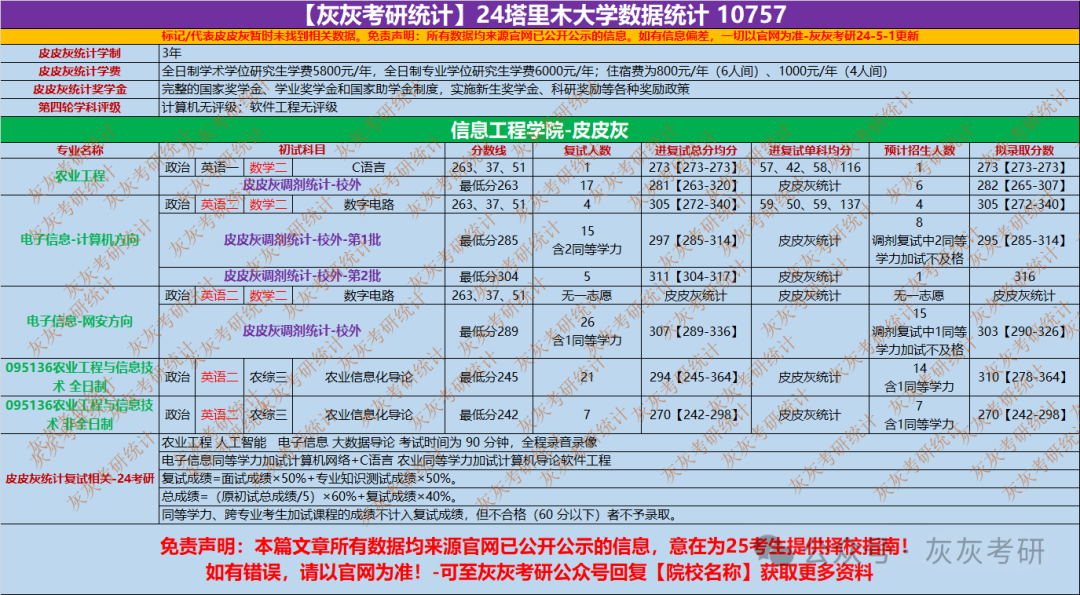 【灰灰考研统计】24塔里木大学数据统计 10757
标记/代表皮皮灰暂时未找到相关数据。免责声明：所有数据均来源官网已公开公示的信息。如有信息偏差，一切以官网为准-灰灰考研24-5-1更新
皮皮灰统计学制 3年
皮皮灰统计学费 全日制学术学位研究生学费5800元/年，全日制专业学位研究生学费6000元/年；住宿费为800元/年（6人间）、1000元/年（4人间）
皮皮灰统计奖学金 完整的国家奖学金、学业奖学金和国家助学金制度，实施新生奖学金、科研奖励等各种奖励政策
第四轮学科评级 计算机无评级；软件工程无评级
信息工程学院-皮皮灰
专业名称 初试科目 分数线 复试人数 进复试总分均分 进复试单科均分 预计招生人数 拟录取分数
农业工程 政治 英语一 数学二 C语言 263、37、51 1 273【273-273】 57、42、58、116 1 273【273-273】
皮皮灰调剂统计-校外 最低分263 17 281【263-320】 皮皮灰统计 6 282【265-307】
电子信息-计算机方向 政治 英语二 数学二 数字电路 263、37、51 4 305【272-340】 59、50、59、137 4 305【272-340】
皮皮灰调剂统计-校外-第1批 最低分285 15 含2同等学力 297【285-314】 皮皮灰统计 8 调剂复试中2同等学力加试不及格 295【285-314】
皮皮灰调剂统计-校外-第2批 最低分304 5 311【304-317】 皮皮灰统计 1 316
电子信息-网安方向 政治 英语二 数学二 数字电路 263、37、51 无一志愿 皮皮灰统计 皮皮灰统计 无一志愿 皮皮灰统计
皮皮灰调剂统计-校外 最低分289 26 含1同等学力 307【289-336】 皮皮灰统计 15 调剂复试中1同等学力加试不及格 303【290-326】
095136农业工程与信息技术 全日制 政治 英语二 农综三 农业信息化导论 最低分245 21 294【245-364】 皮皮灰统计 14 含1同等学力 310【278-364】
095136农业工程与信息技术 非全日制 政治 英语二 农综三 农业信息化导论 最低分242 7 270【242-298】 皮皮灰统计 7 含1同等学力 270【242-298】
皮皮灰统计复试相关-24考研 农业工程 人工智能 电子信息 大数据导论 考试时间为 90 分钟，全程录音录像
电子信息同等学力加试计算机网络+C语言 农业同等学力加试计算机导论软件工程
复试成绩=面试成绩×50%+专业知识测试成绩×50%。
总成绩=（原初试总成绩/5）×60%+复试成绩×40%。
同等学力、跨专业考生加试课程的成绩不计入复试成绩，但不合格（60 分以下）者不予录取。
免责声明：本篇文章所有数据均来源官网已公开公示的信息，意在为25考生提供择校指南！
如有错误，请以官网为准！-可至灰灰考研公众号回复【院校名称】获取更多资料
公众号 灰灰考研
灰灰考研统计